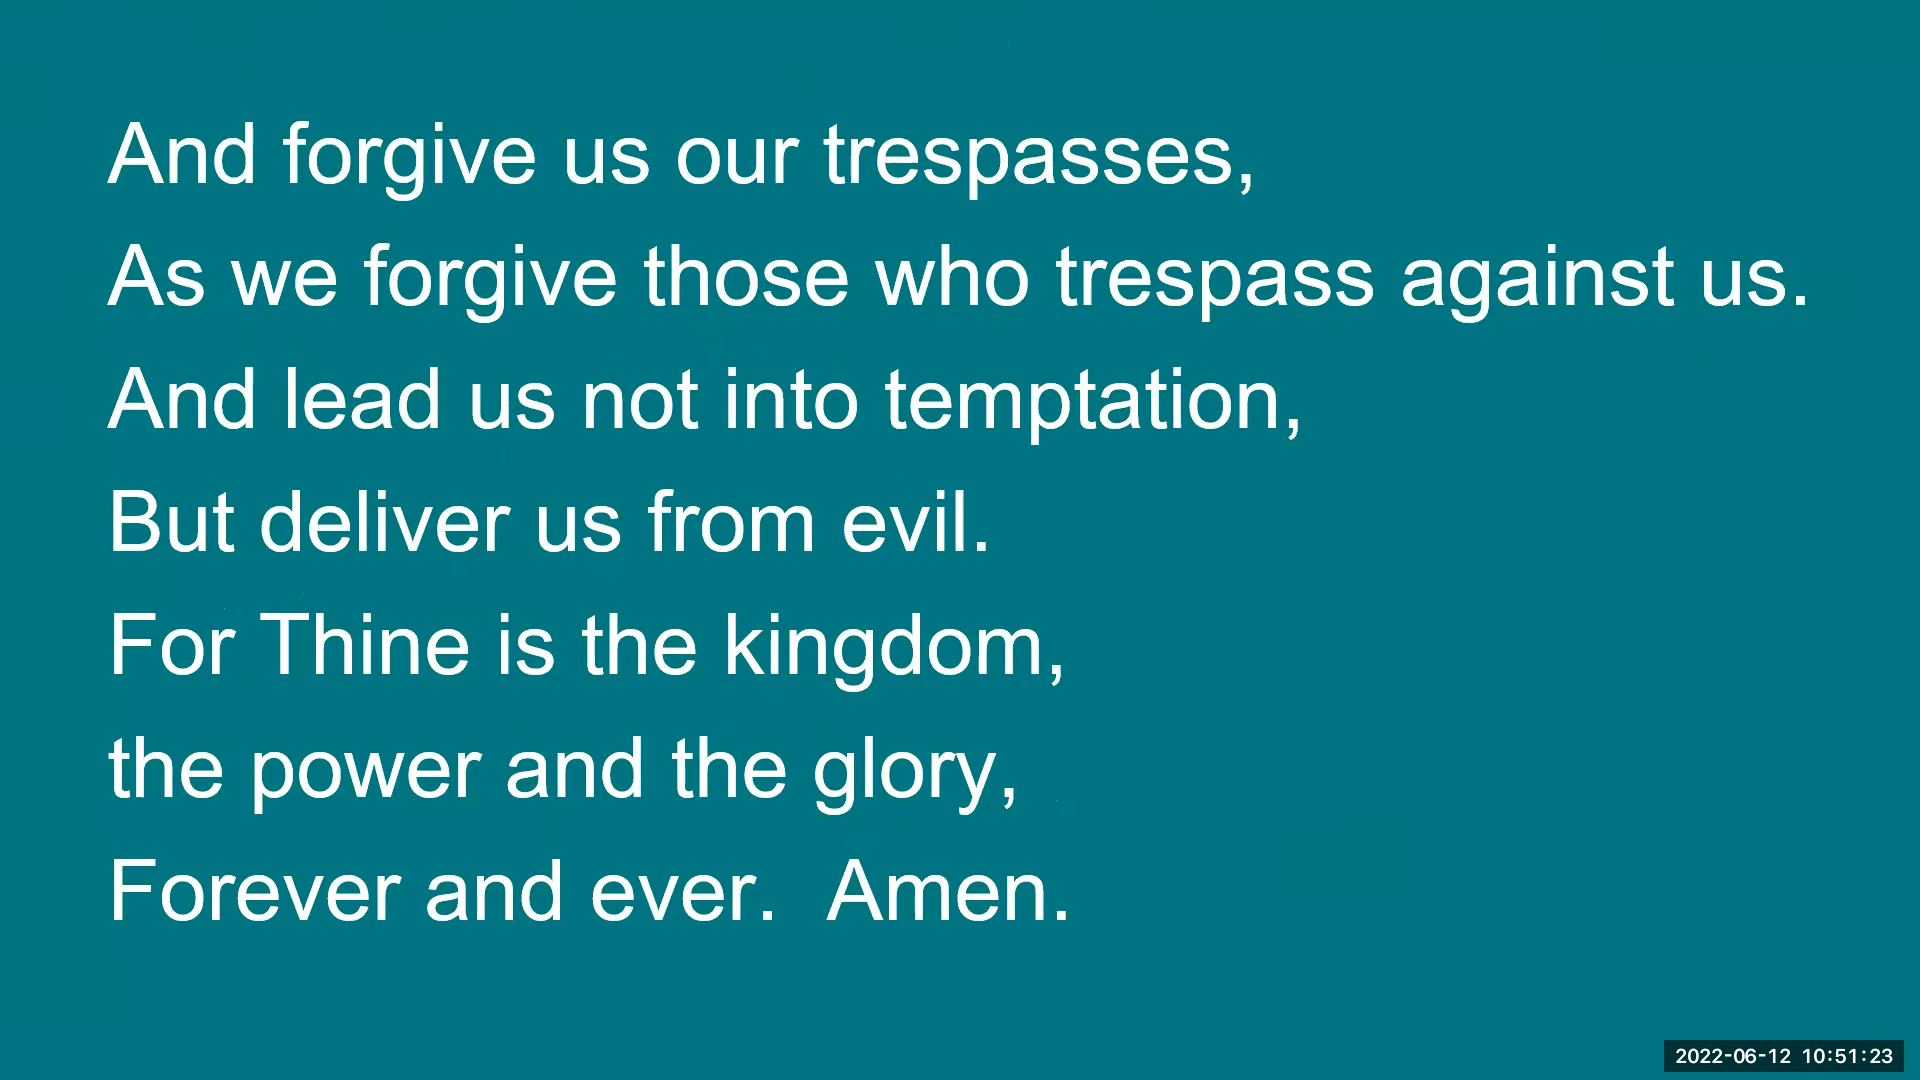 And forgive us our trespasses,
As we forgive those who trespass against us.
And lead us not into temptation,
But deliver us from evil.
For Thine is the kingdom,
the power and the glory,
Forever and ever.  Amen.
2022-06-12 10:51:23